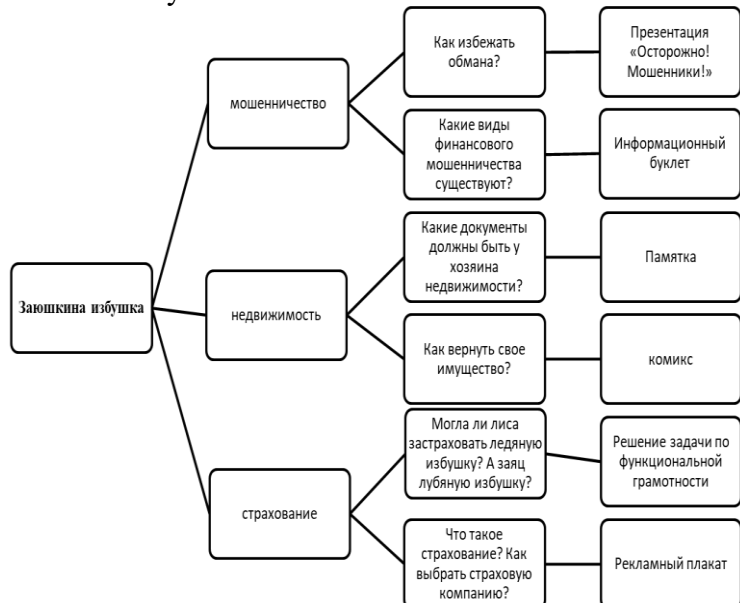 у
Как избежать
обмана?
Презентация
«Осторожно!
Мошенники!»
мошенничество
Какие виды
финансового
мошенничества
существуют?
Информационный
буклет
Какие документы
должны быть у
хозяина
недвижимости?
Памятка
Заюшкина избушка
недвижимость
Как вернуть свое
имущество?
комикс
Могла ли лиса
застраховать ледяную
избушку? А заяц
лубяную избушку?
Решение задачи по
функциональной
грамотности
страхование
Что такое
страхование? Как
выбрать страховую
компанию?
Рекламный плакат